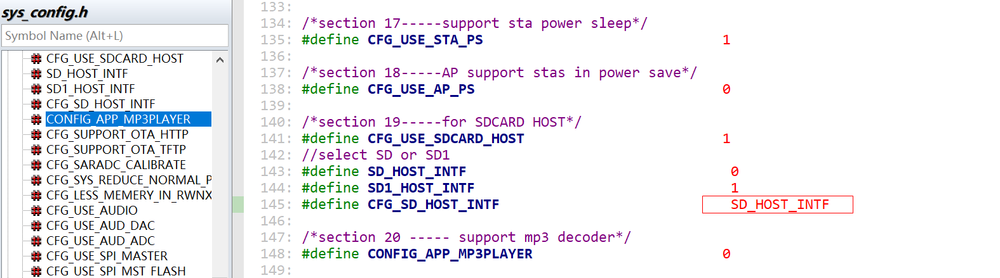 sys_config.h
Symbol Name (Alt+L)
CFG_USE_SDCARD_HOST
SD_HOST_INTF
SD1_HOST_INTF
CFG_SD_HOST_INTF
CONFIG_APP_MP3PLAYER
CFG_SUPPORT_OTA_HTTP
CFG_SUPPORT_OTA_TFTP
CFG_SARADC_CALIBRATE
CFG_SYS_REDUCE_NORMAL_P
CFG_LESS_MEMERY_IN_RWNX
CFG_USE_AUDIO
CFG_USE_AUD_DAC
CFG_USE_AUD_ADC
CFG_USE_SPI_MASTER
CFG_USE_SPI_MST_FLASH
133:
134: /*section 17-----support sta power sleep*/
135: #define CFG_USE_STA_PS 1
136:
137: /*section 18-----AP support stas in power save*/
138: #define CFG_USE_AP_PS 0
139:
140: /*section 19-----for SDCARD HOST*/
141: #define CFG_USE_SDCARD_HOST 1
142: //select SD or SD1
143: #define SD_HOST_INTF 0
144: #define SD1_HOST_INTF 1
145: #define CFG_SD_HOST_INTF SD_HOST_INTF
146:
147: /*section 20 ----- support mp3 decoder*/
148: #define CONFIG_APP_MP3PLAYER 0
149: